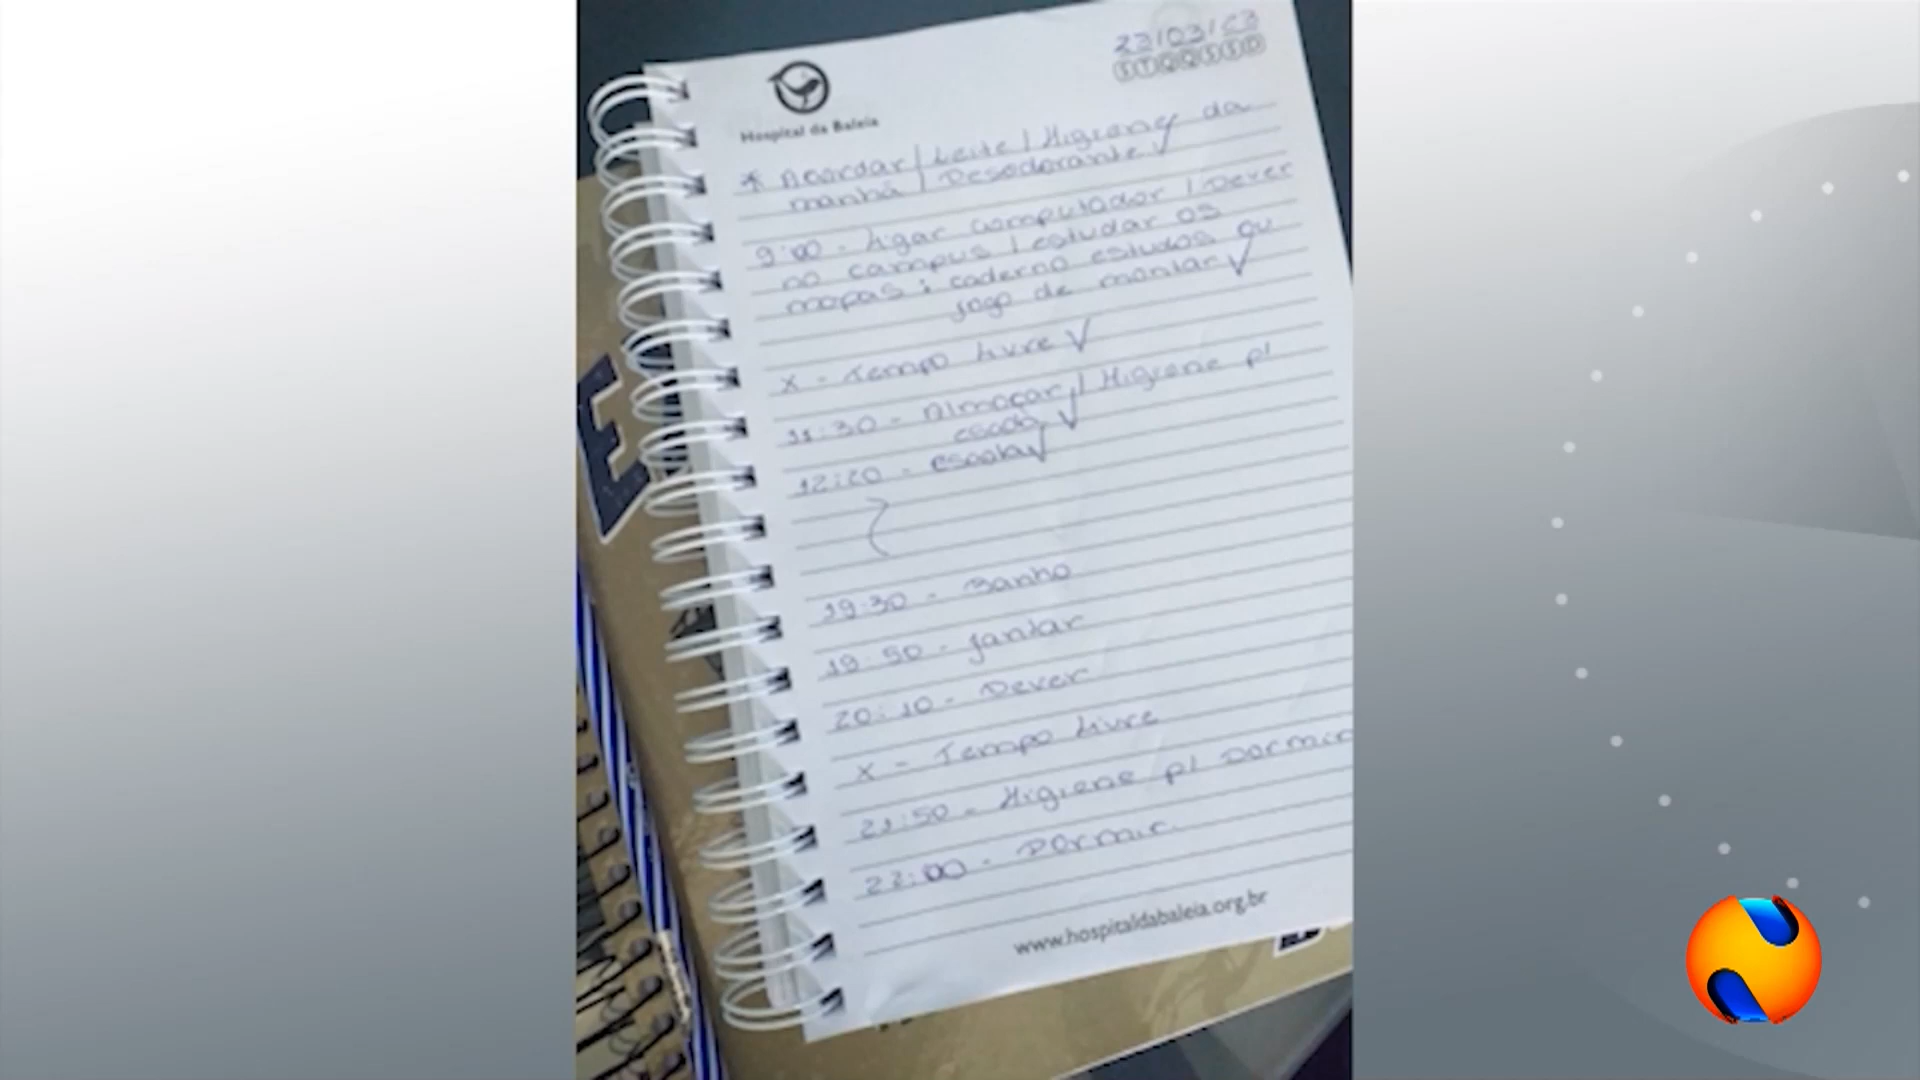 Hospital da Baleia
23/03/23
S T Q Q S S D
* Acordar / Leite / Higiene da
manhã / Desodorante ✓
9:00 - Ligar computador / Dever
no campus / estudar os
mapas: caderno estudos ou
jogo de montar ✓
x - Tempo Livre ✓
11:30 - Almoçar / Higiene p/
escola ✓
12:20 - escola ✓
19:30 - Banho
19:50 - Jantar
20:10 - Dever
x - Tempo Livre
21:50 - Higiene p/ Dormir
22:00 - Dormir.
www.hospitaldabaleia.org.br
E